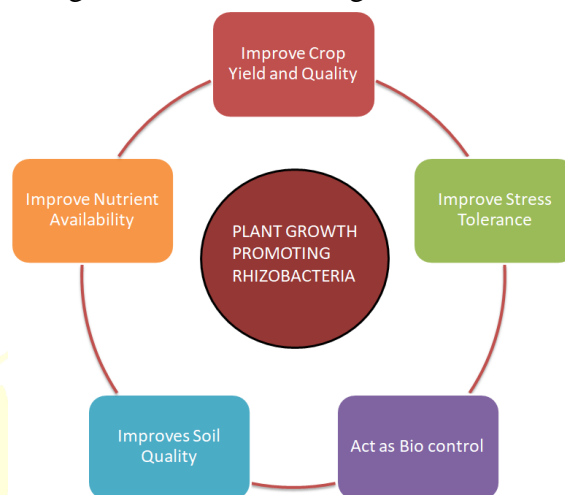 Improve Crop
Yield and Quality
Improve Nutrient
Availability
Improve Stress
Tolerance
PLANT GROWTH
PROMOTING
RHIZOBACTERIA
Improves Soil
Quality
Act as Bio control